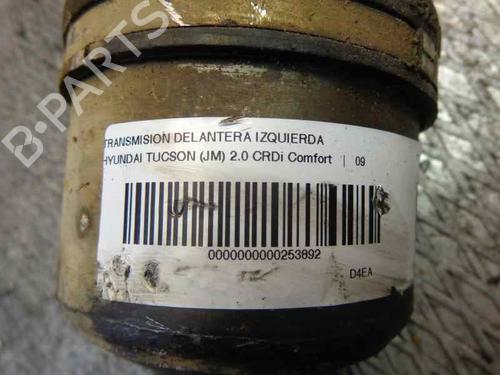 TRANSMISION DELANTERA IZQUIERDA
HYUNDAI TUCSON (JM) 2.0 CRDi Comfort | 09
0000000000253892
D4EA
B-PARTS